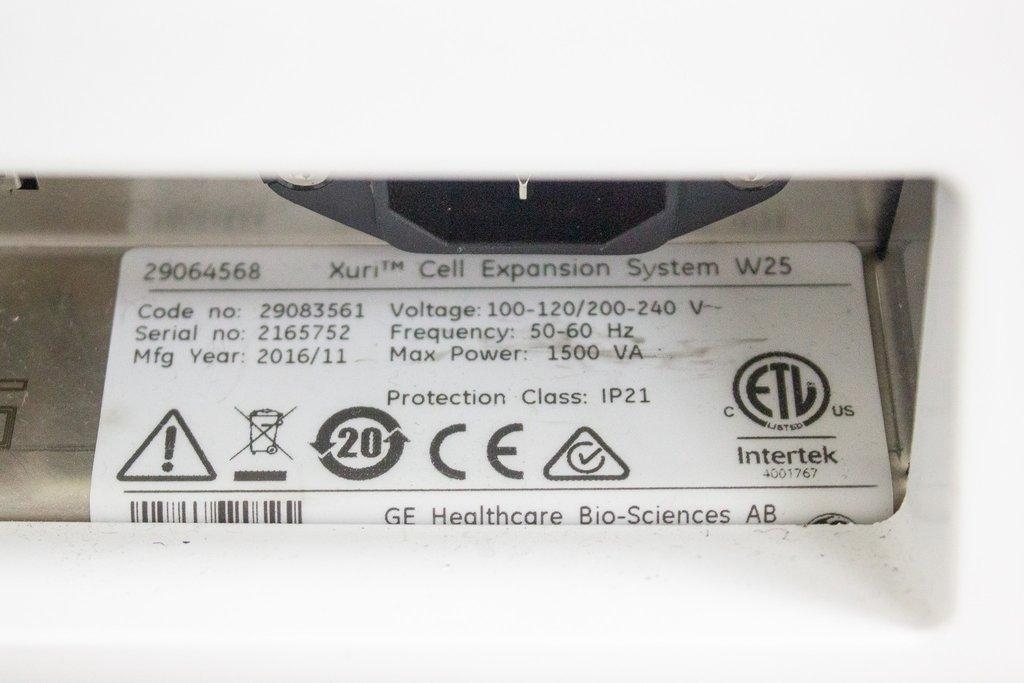 29064568 Xuri™ Cell Expansion System W25
Code no: 29083561 Voltage: 100-120/200-240 V~
Serial no: 2165752 Frequency: 50-60 Hz
Mfg Year: 2016/11 Max Power: 1500 VA
Protection Class: IP21
20 CE
C ETL US
LISTED
Intertek
4001767
GE Healthcare Bio-Sciences AB